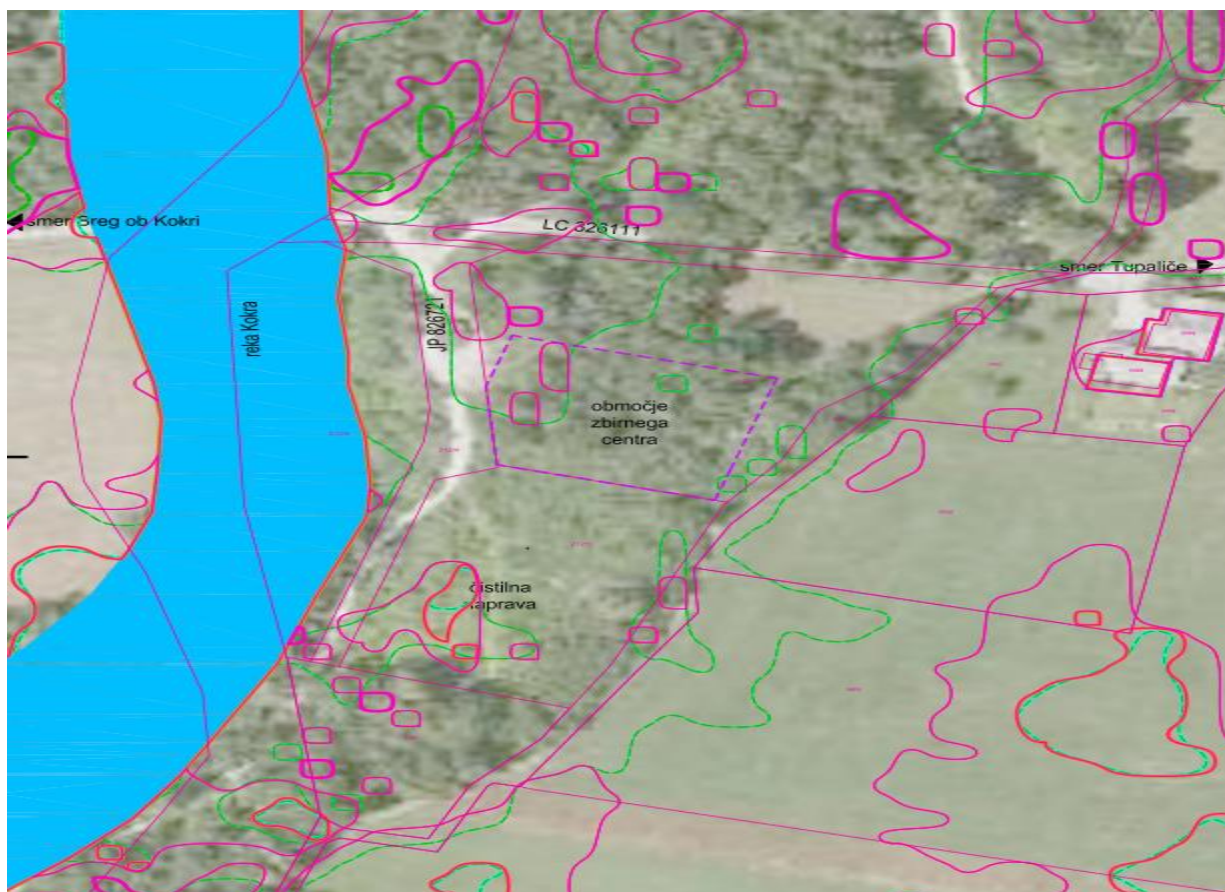 smer Sreg ob Kokri
LC 326111
smer Tupaliče
JP 826721
reka Kokra
območje
zbirnega
centra
čistilna
naprava